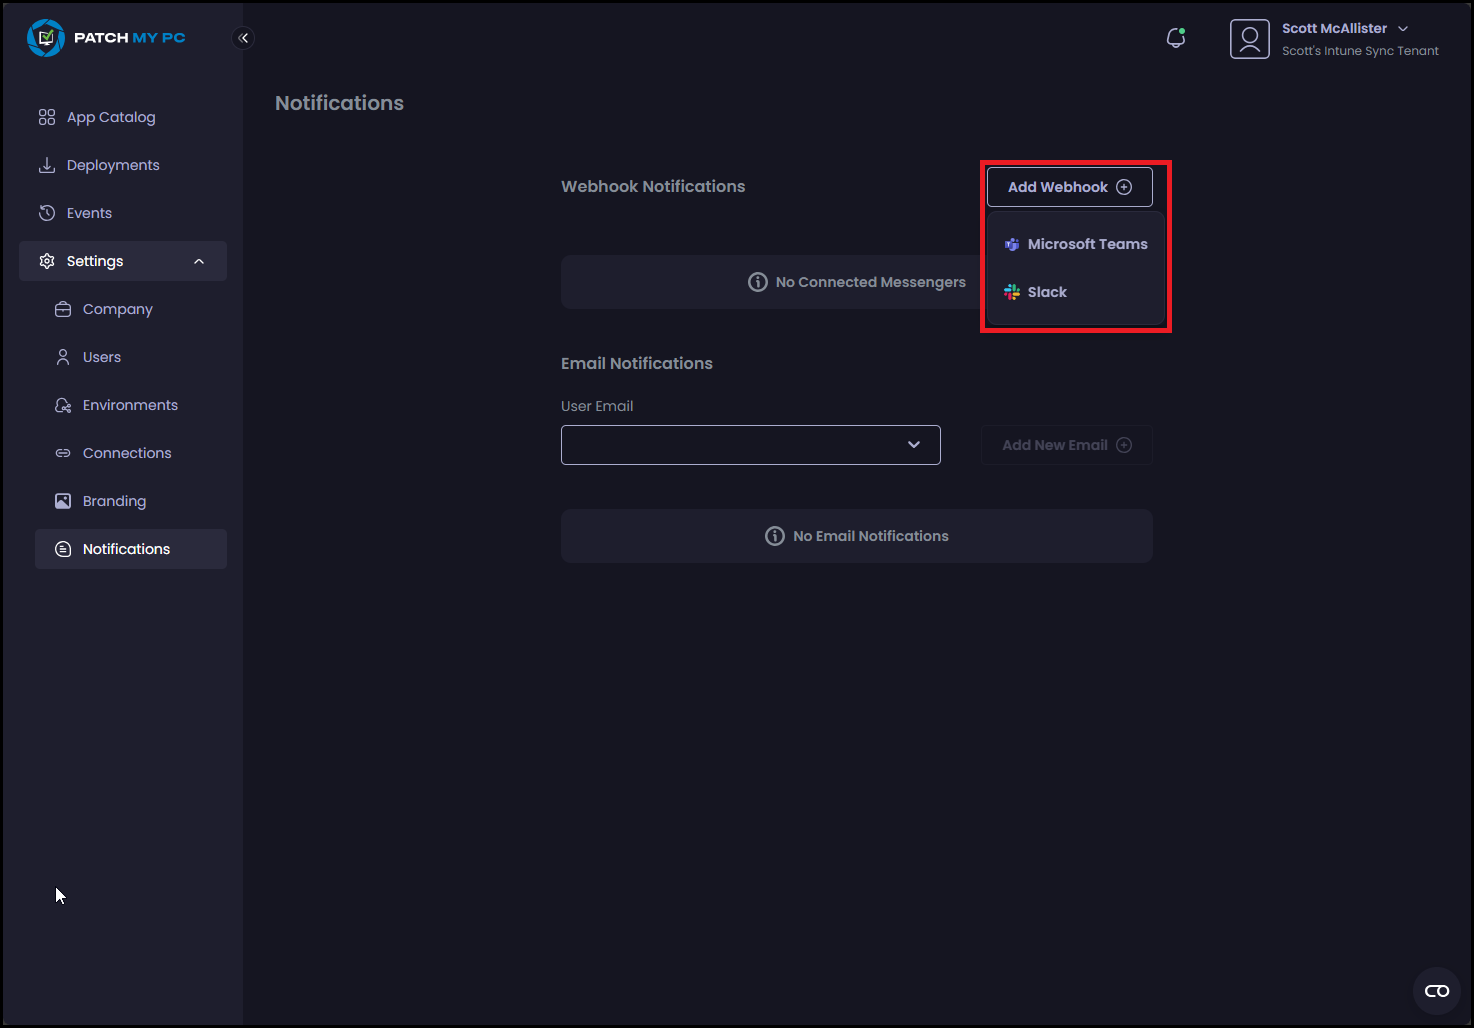 PATCH MY PC
Scott McAllister
Scott's Intune Sync Tenant
App Catalog
Deployments
Events
Settings
Company
Users
Environments
Connections
Branding
Notifications
Notifications
Webhook Notifications
Add Webhook
Microsoft Teams
Slack
No Connected Messengers
Email Notifications
User Email
Add New Email
No Email Notifications